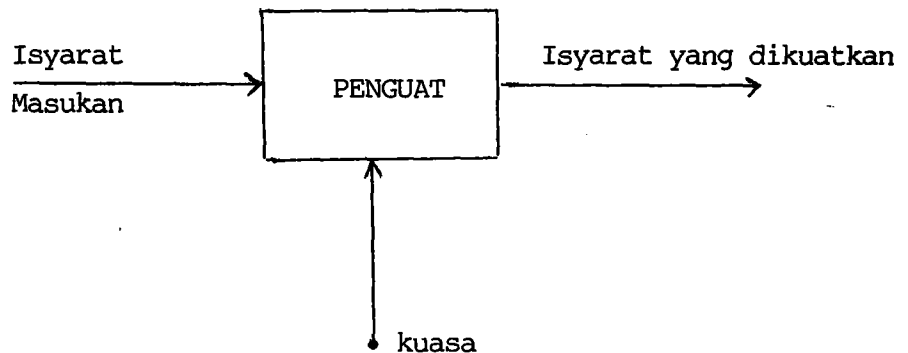 Isyarat
Masukan
PENGUAT
Isyarat yang dikuatkan
kuasa